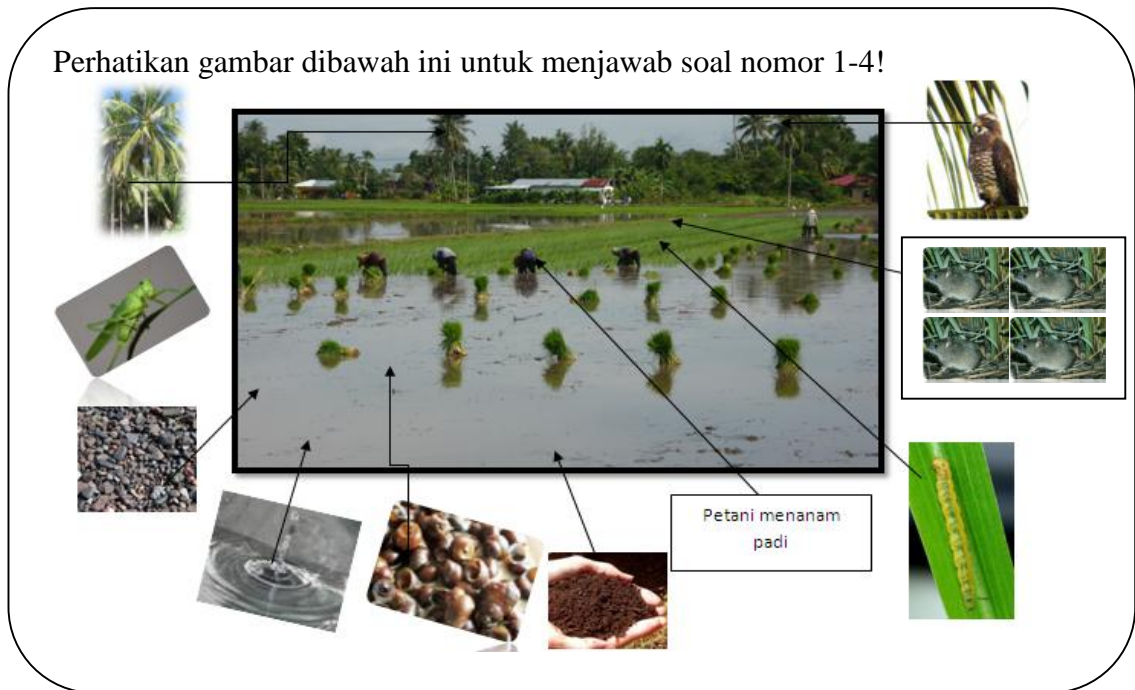 Perhatikan gambar dibawah ini untuk menjawab soal nomor 1-4!
Petani menanam
padi